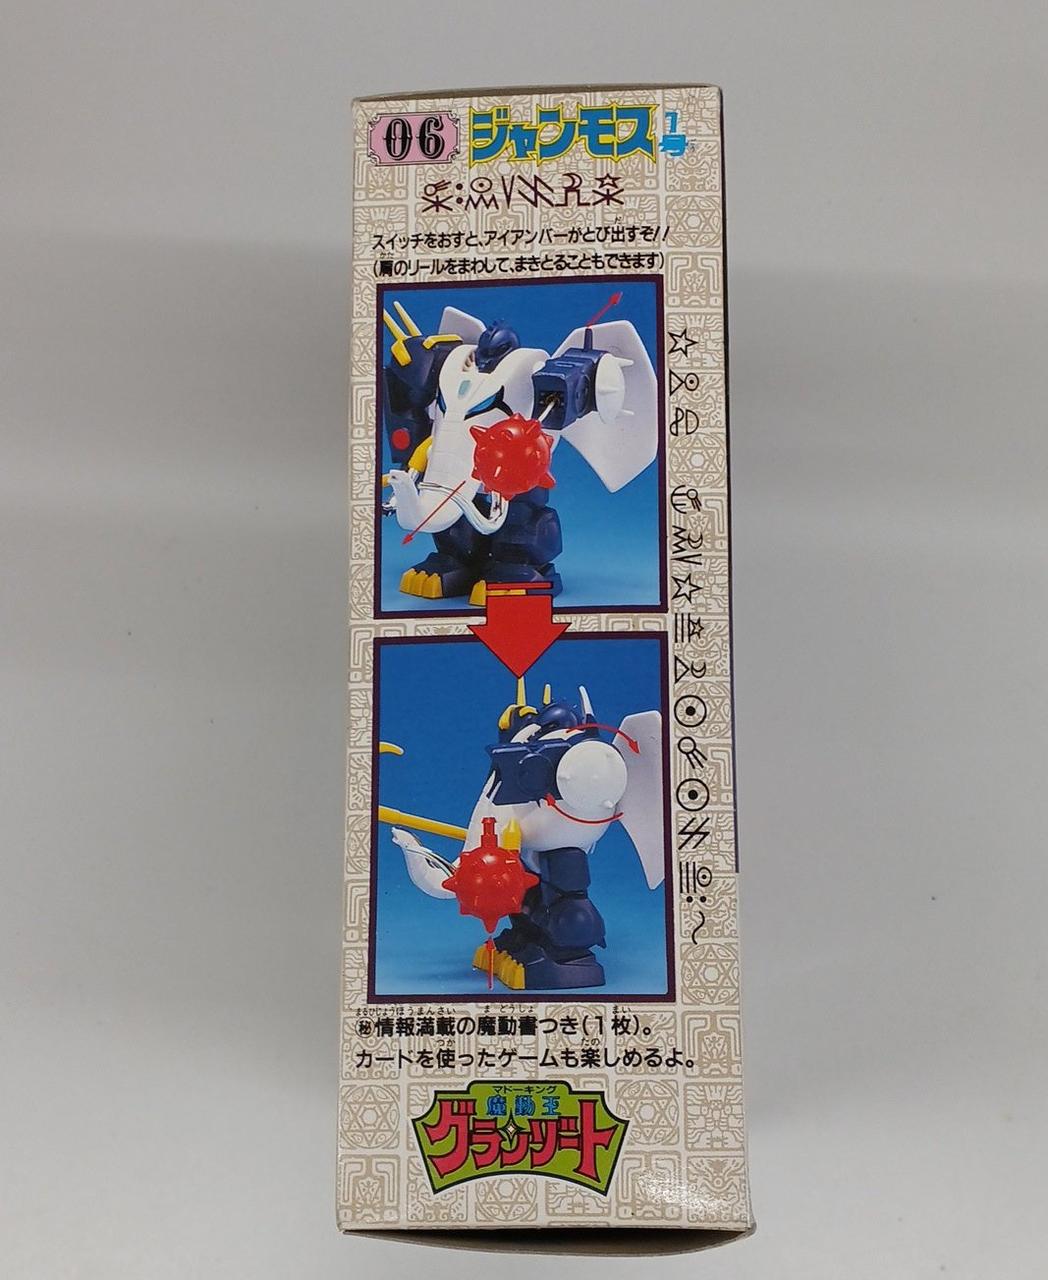 06 ジャンモス1号
スイッチをおすと、アイアンバーがとび出すぞ!!
(肩のリールをまわして、まきとることもできます)
㊙情報満載の魔動書つき(1枚)。
カードを使ったゲームも楽しめるよ。
マドーキング
魔動王
グランゾート